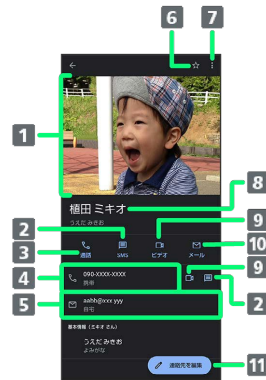 6 7
1
植田 ミキオ 8
うえだ みきお
2 9
3 通話 SMS ビデオ メール 10
4 090-XXXX-XXXX 9
携帯
2
5 aahh@xxx yyy
自宅
基本情報（ミキオ さん）
うえだ みきお
よみがな
連絡先を編集 11